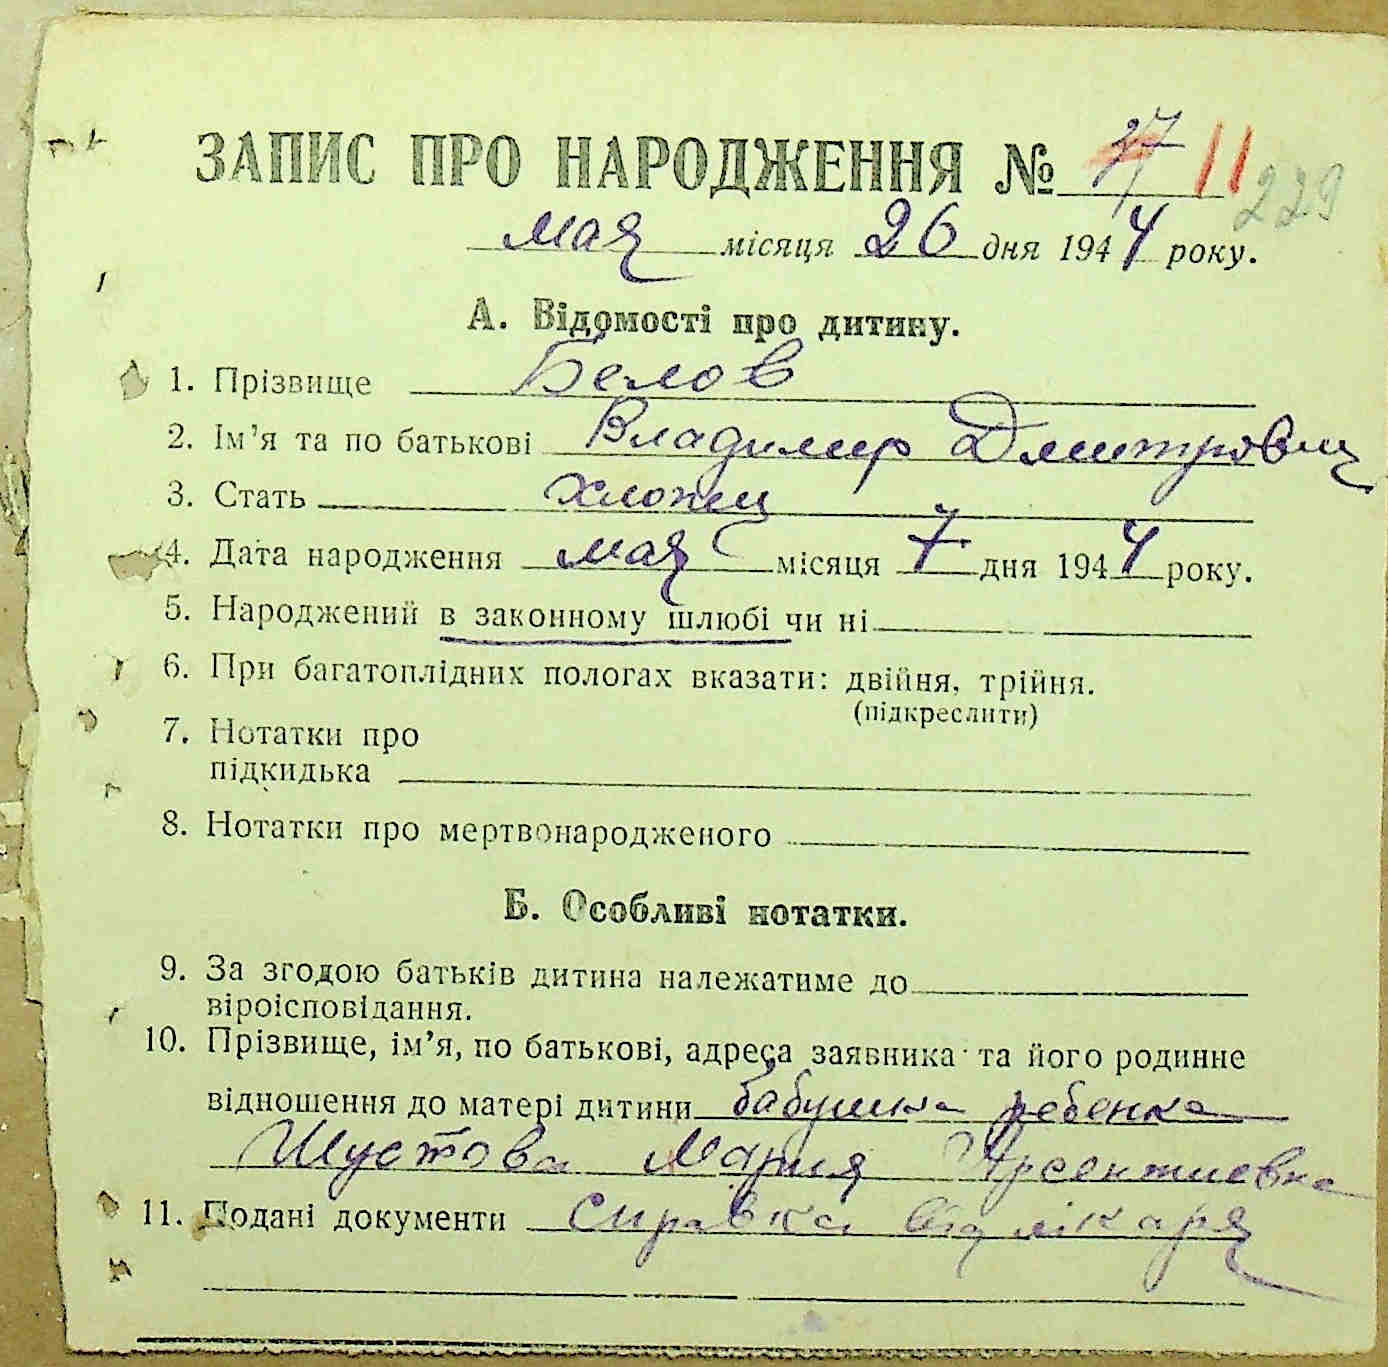 ЗАПИС ПРО НАРОДЖЕННЯ № 11 229
мая місяця 26 дня 1944 року.
А. Відомості про дитину.
1. Прізвище Белов
2. Ім'я та по батькові Владимир Дмитрович
3. Стать хлопец
4. Дата народження мая місяця 7 дня 1944 року.
5. Народжений в законному шлюбі чи ні
6. При багатоплідних пологах вказати: двійня, трійня.
(підкреслити)
7. Нотатки про
підкидька
8. Нотатки про мертвонародженого
Б. Особливі нотатки.
9. За згодою батьків дитина належатиме до
віроісповідання.
10. Прізвище, ім'я, по батькові, адреса заявника та його родинне
відношення до матері дитини бабушка ребенка
Шустова Мария Арсентиевна
11. Подані документи справка від лікаря